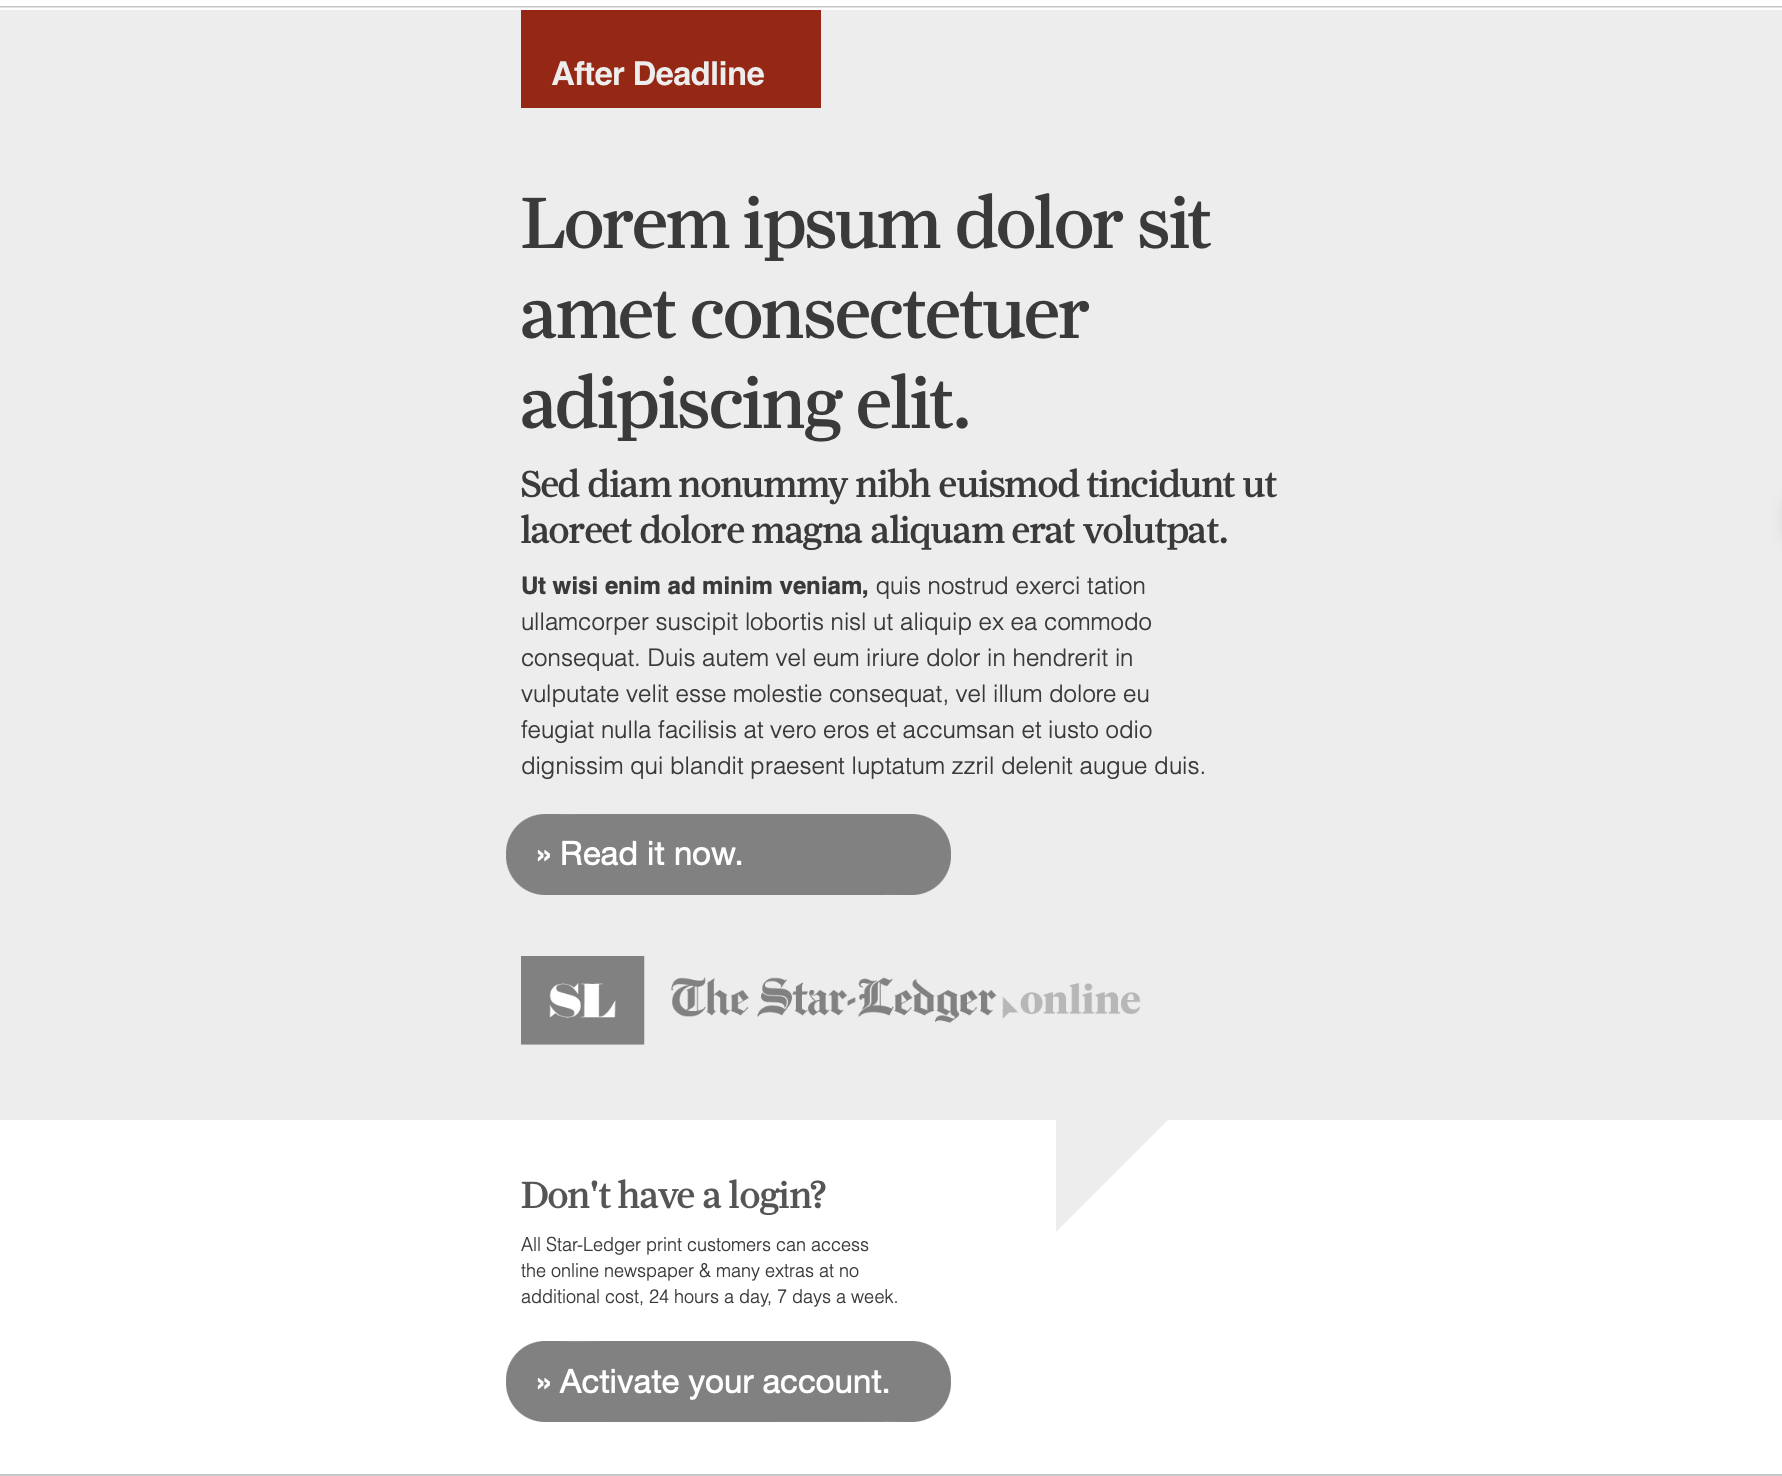 After Deadline
Lorem ipsum dolor sit
amet consectetuer
adipiscing elit.
Sed diam nonummy nibh euismod tincidunt ut
laoreet dolore magna aliquam erat volutpat.
Ut wisi enim ad minim veniam, quis nostrud exerci tation
ullamcorper suscipit lobortis nisl ut aliquip ex ea commodo
consequat. Duis autem vel eum iriure dolor in hendrerit in
vulputate velit esse molestie consequat, vel illum dolore eu
feugiat nulla facilisis at vero eros et accumsan et iusto odio
dignissim qui blandit praesent luptatum zzril delenit augue duis.
» Read it now.
SL The Star-Ledger online
Don't have a login?
All Star-Ledger print customers can access
the online newspaper & many extras at no
additional cost, 24 hours a day, 7 days a week.
» Activate your account.